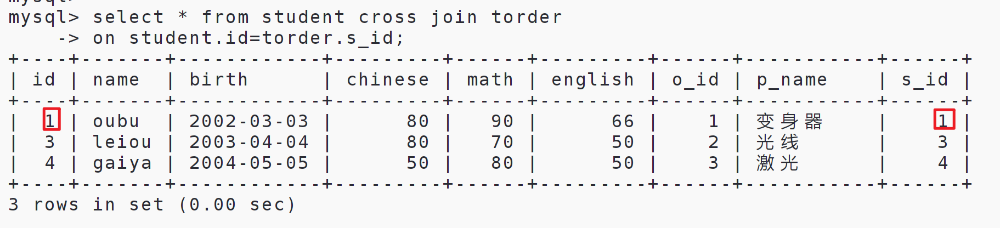 mysql>
mysql> select * from student cross join torder
    -> on student.id=torder.s_id;
+----+-------+------------+---------+------+---------+------+-----------+------+
| id | name  | birth      | chinese | math | english | o_id | p_name    | s_id |
+----+-------+------------+---------+------+---------+------+-----------+------+
|  1 | oubu  | 2002-03-03 |      80 |   90 |      66 |    1 | 变身器    |    1 |
|  3 | leiou | 2003-04-04 |      80 |   70 |      50 |    2 | 光线      |    3 |
|  4 | gaiya | 2004-05-05 |      50 |   80 |      50 |    3 | 激光      |    4 |
+----+-------+------------+---------+------+---------+------+-----------+------+
3 rows in set (0.00 sec)